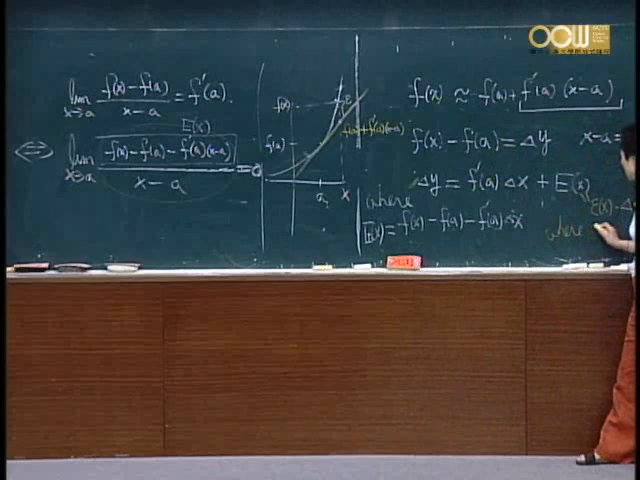 lim x→a (f(x) - f(a))/(x - a) = f'(a).
E(x)
⇔ lim x→a (f(x) - f(a) - f'(a)(x-a))/(x - a) = 0
f(x)
f(a)
f(a) + f'(a)(x-a)
E
a
x
f(x) ≈ f(a) + f'(a) (x-a)
f(x) - f(a) = Δy x-a =
Δy = f'(a) Δx + E(x)
where
E(x) = f(x) - f(a) - f'(a) Δx
E(x)·Δ
where
OCW